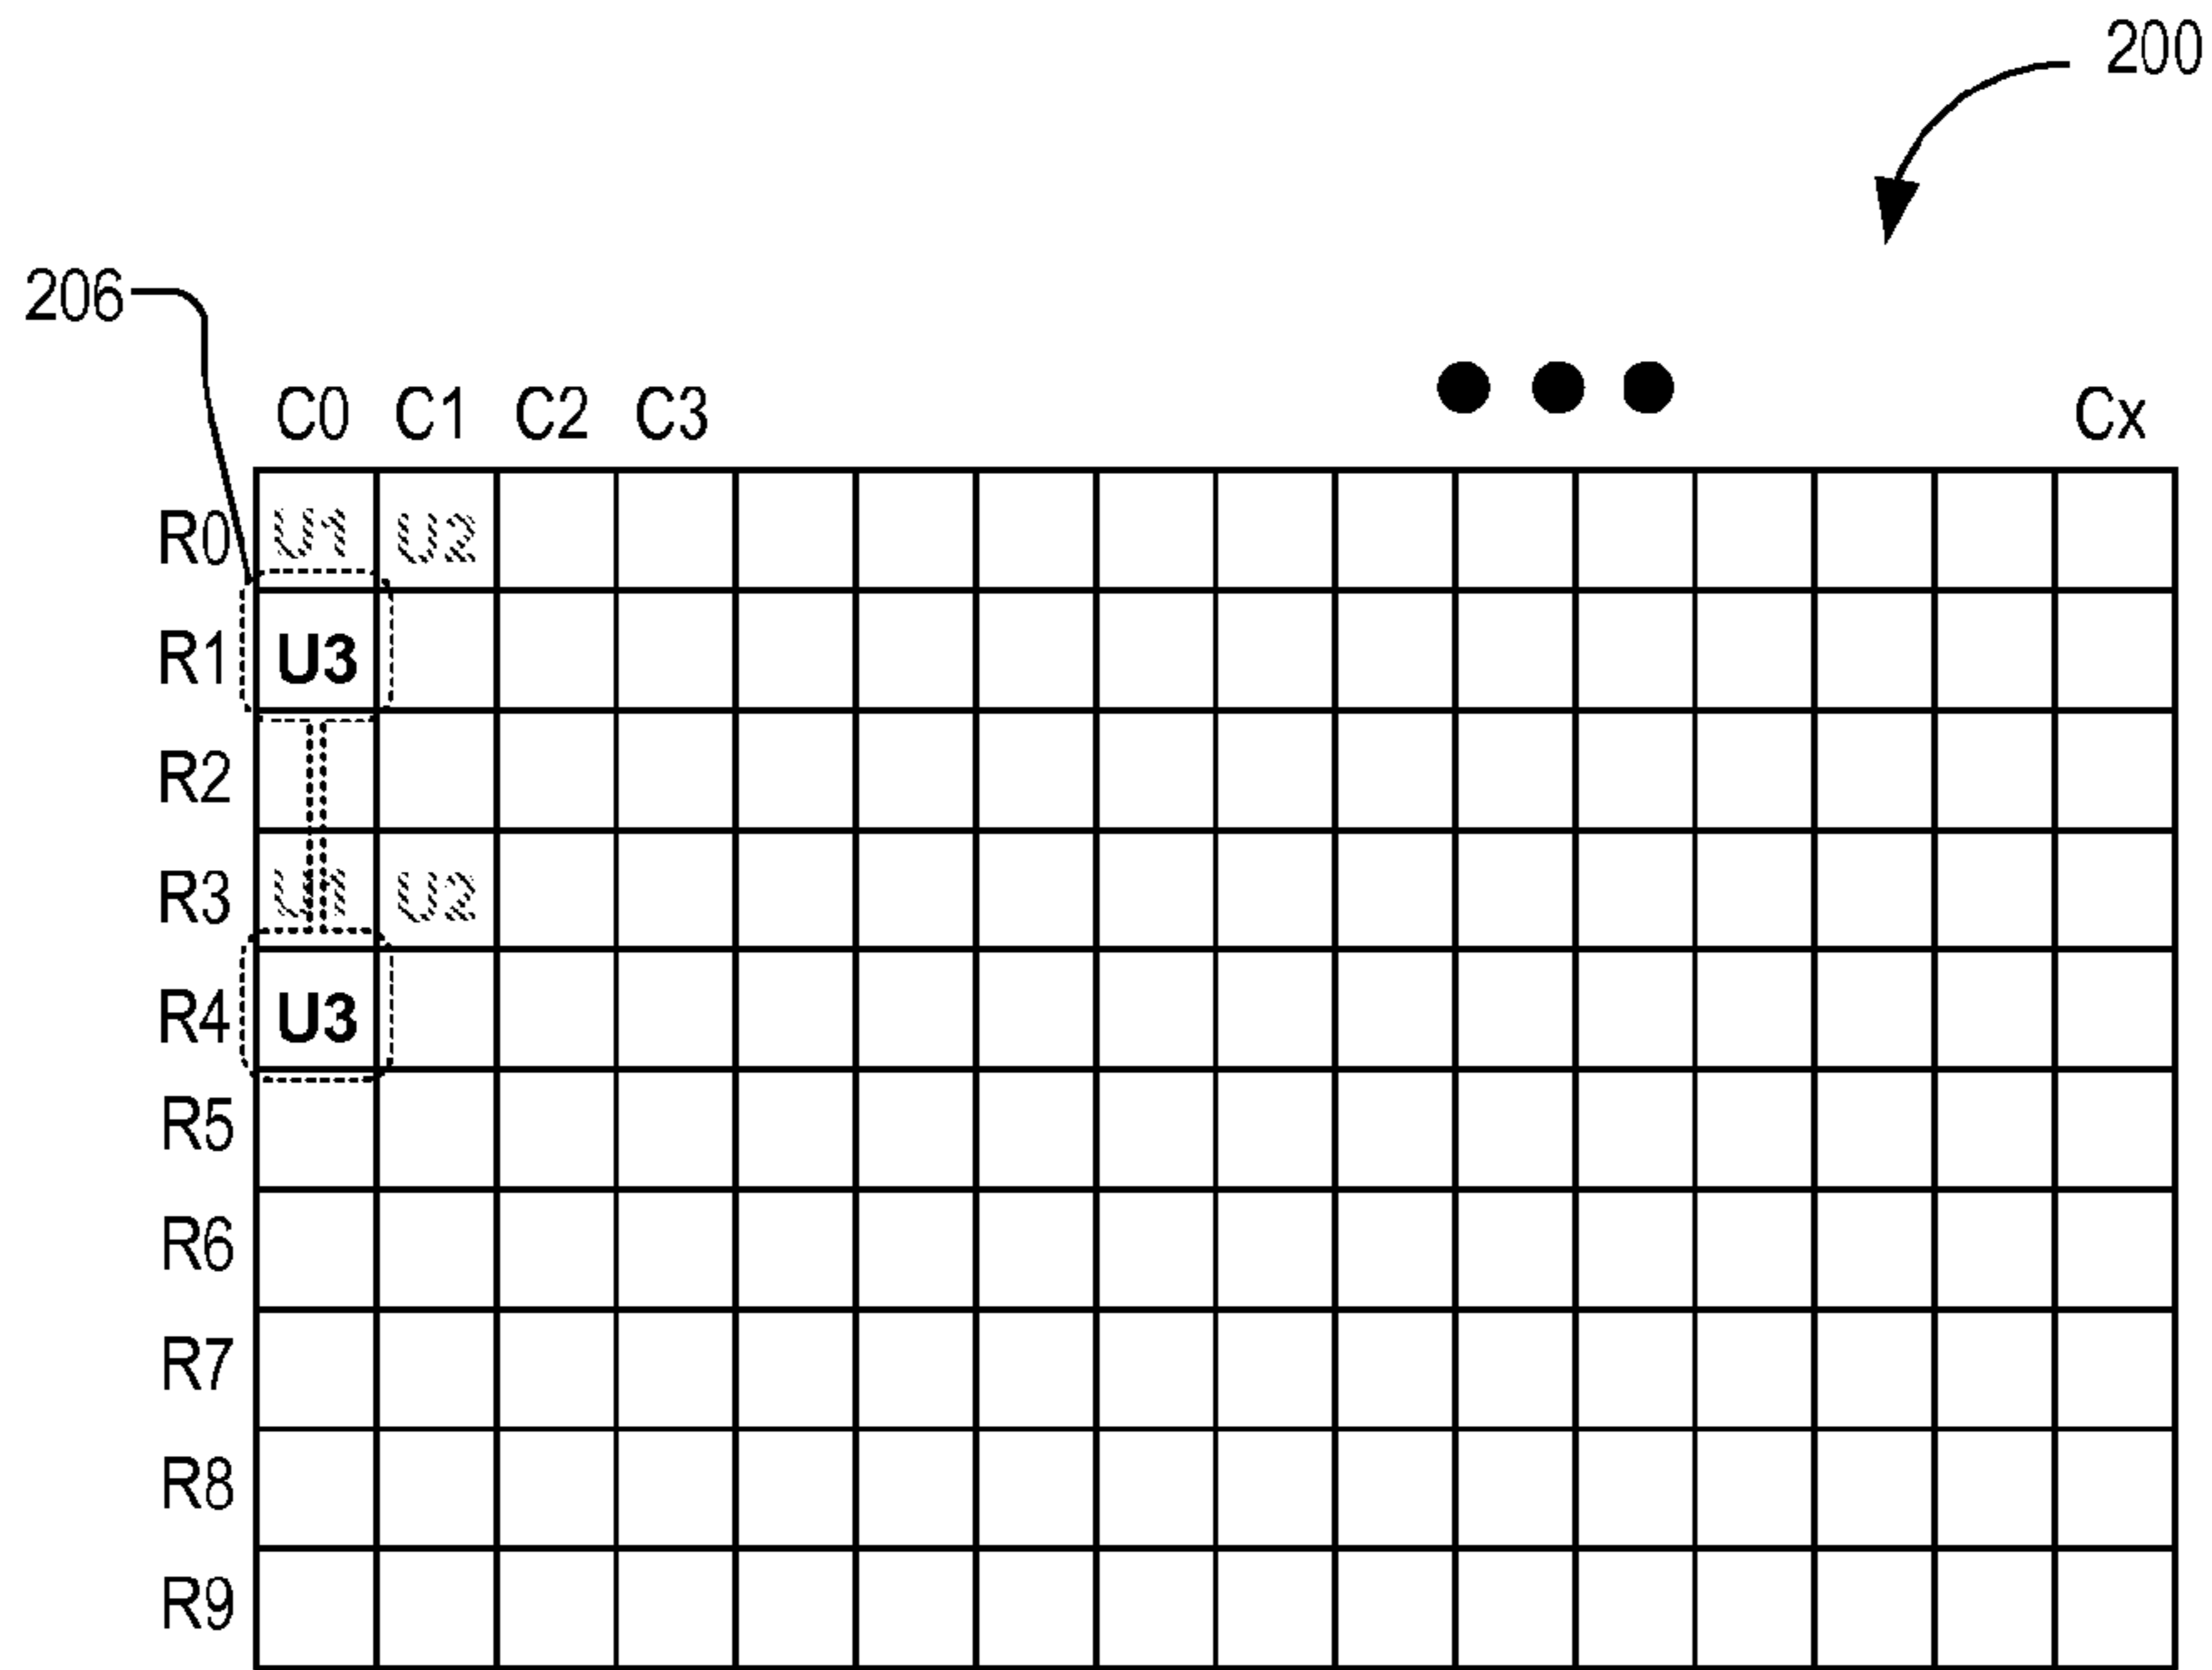 200
206
C0 C1 C2 C3 Cx
R0 U1 U2
R1 U3
R2
R3 U1 U2
R4 U3
R5
R6
R7
R8
R9